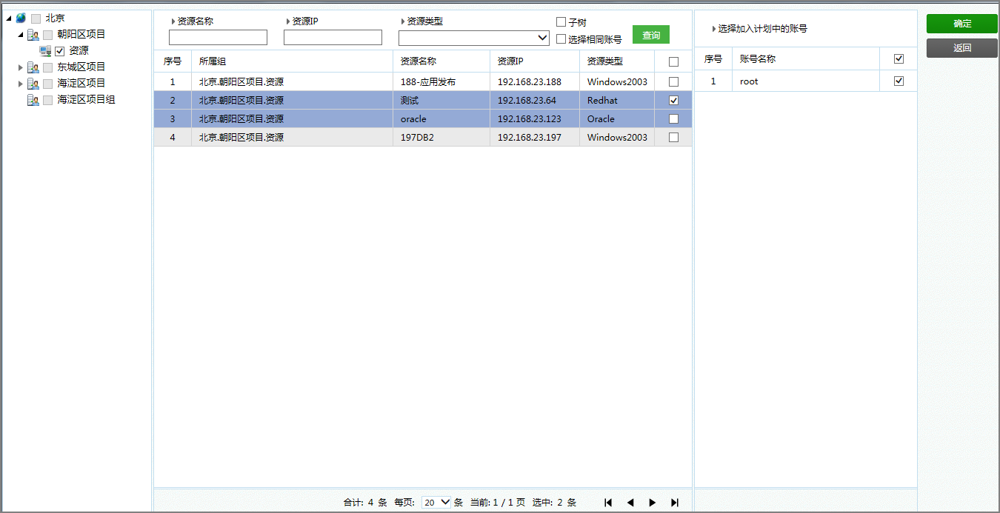 北京
朝阳区项目
资源
东城区项目
海淀区项目
海淀区项目组
资源名称 资源IP 资源类型 子树
选择相同账号 查询
序号 所属组 资源名称 资源IP 资源类型
1 北京.朝阳区项目.资源 188-应用发布 192.168.23.188 Windows2003
2 北京.朝阳区项目.资源 测试 192.168.23.64 Redhat
3 北京.朝阳区项目.资源 oracle 192.168.23.123 Oracle
4 北京.朝阳区项目.资源 197DB2 192.168.23.197 Windows2003
合计: 4 条 每页: 20 条 当前: 1 / 1 页 选中: 2 条
选择加入计划中的账号
序号 账号名称
1 root
确定
返回